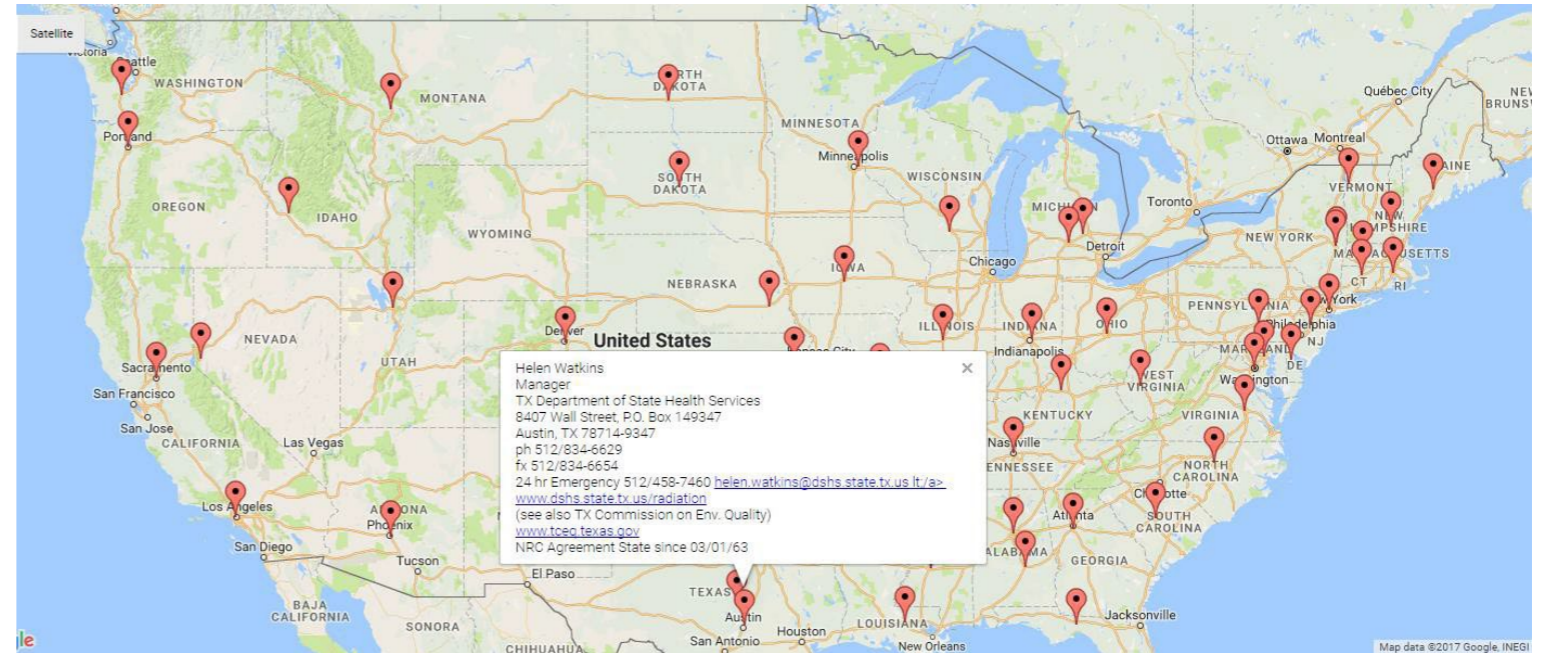 Satellite
Victoria
Seattle
WASHINGTON
MONTANA
NORTH
DAKOTA
MINNESOTA
Québec City
NEW
BRUNS
Ottawa
Montreal
Portland
Minneapolis
MAINE
SOUTH
DAKOTA
WISCONSIN
VERMONT
OREGON
IDAHO
MICHIGAN
Toronto
NEW
HAMPSHIRE
WYOMING
NEW YORK
Detroit
MASSACHUSETTS
IOWA
Chicago
NEBRASKA
CT
RI
PENNSYLVANIA
New York
ILLINOIS
INDIANA
OHIO
Philadelphia
NEVADA
Denver
United States
Kansas City
Indianapolis
MARYLAND
NJ
UTAH
DE
Sacramento
WEST
VIRGINIA
Washington
San Francisco
KENTUCKY
VIRGINIA
San Jose
CALIFORNIA
Las Vegas
Nashville
TENNESSEE
NORTH
CAROLINA
Charlotte
Los Angeles
ARIZONA
Phoenix
Atlanta
SOUTH
CAROLINA
San Diego
ALABAMA
GEORGIA
Tucson
El Paso
TEXAS
BAJA
CALIFORNIA
SONORA
Austin
LOUISIANA
Jacksonville
Houston
San Antonio
New Orleans
CHIHUAHUA
Helen Watkins
Manager
TX Department of State Health Services
8407 Wall Street, P.O. Box 149347
Austin, TX 78714-9347
ph 512/834-6629
fx 512/834-6654
24 hr Emergency 512/458-7460 helen.watkins@dshs.state.tx.us lt:/a>
www.dshs.state.tx.us/radiation
(see also TX Commission on Env. Quality)
www.tceq.texas.gov
NRC Agreement State since 03/01/63
Map data ©2017 Google, INEGI